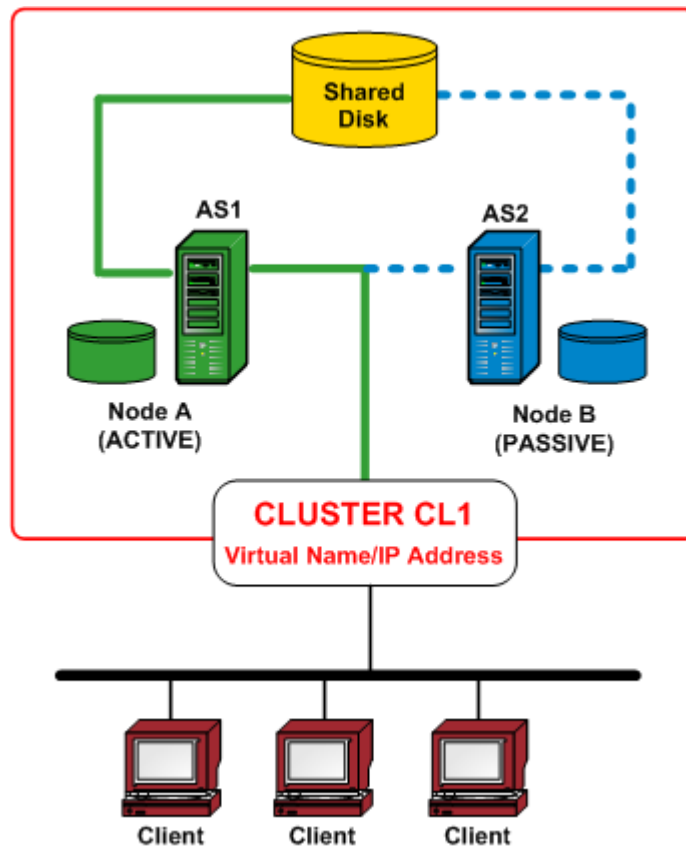 Shared
Disk
AS1
AS2
Node A
(ACTIVE)
Node B
(PASSIVE)
CLUSTER CL1
Virtual Name/IP Address
Client
Client
Client